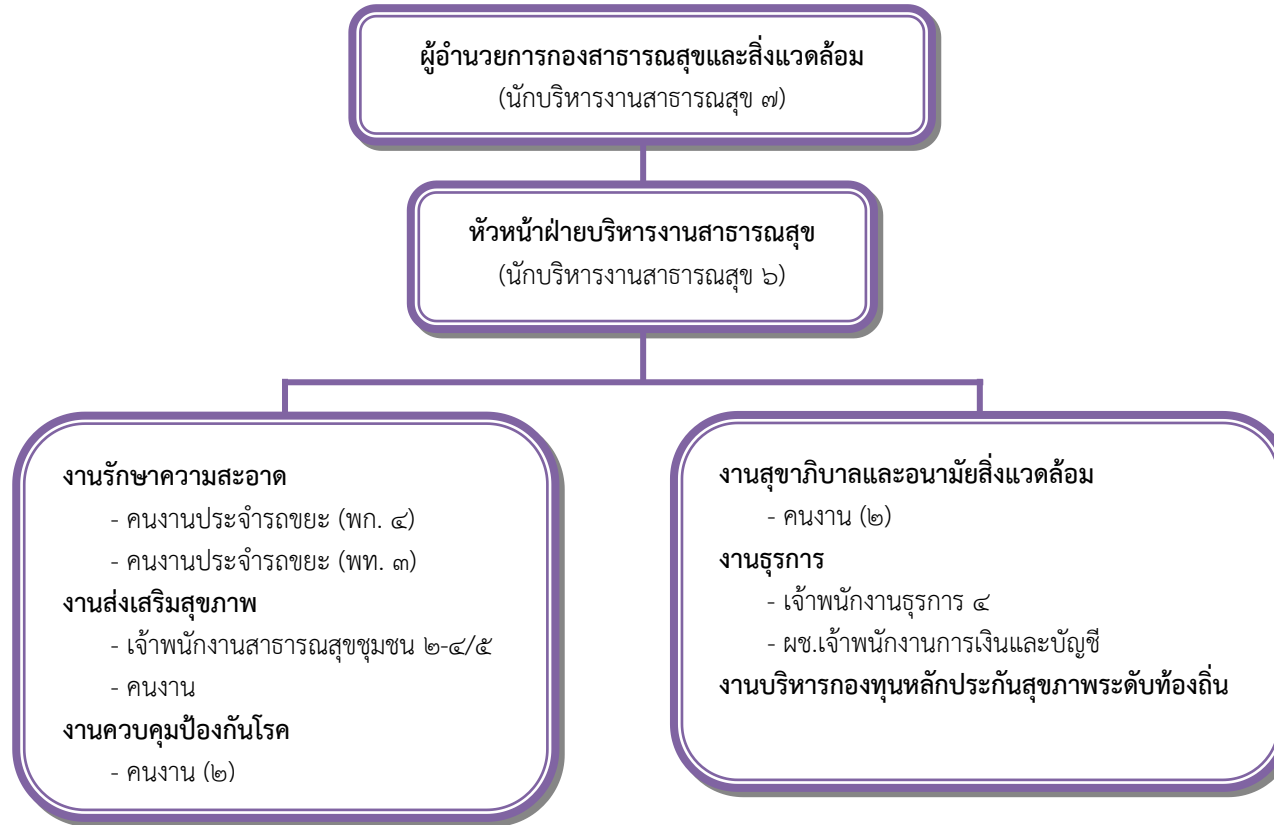 ผู้อำนวยการกองสาธารณสุขและสิ่งแวดล้อม
(นักบริหารงานสาธารณสุข ๗)
หัวหน้าฝ่ายบริหารงานสาธารณสุข
(นักบริหารงานสาธารณสุข ๖)
งานรักษาความสะอาด
- คนงานประจำรถขยะ (พก. ๔)
- คนงานประจำรถขยะ (พท. ๓)
งานส่งเสริมสุขภาพ
- เจ้าพนักงานสาธารณสุขชุมชน ๒-๔/๕
- คนงาน
งานควบคุมป้องกันโรค
- คนงาน (๒)
งานสุขาภิบาลและอนามัยสิ่งแวดล้อม
- คนงาน (๒)
งานธุรการ
- เจ้าพนักงานธุรการ ๔
- ผช.เจ้าพนักงานการเงินและบัญชี
งานบริหารกองทุนหลักประกันสุขภาพระดับท้องถิ่น